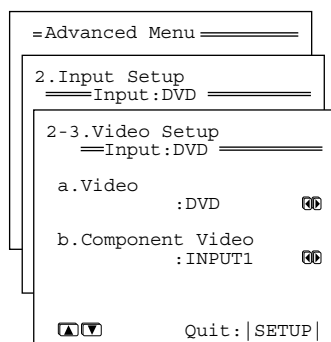 Advanced Menu
2.Input Setup
Input:DVD
2-3.Video Setup
Input:DVD
a.Video
:DVD
b.Component Video
:INPUT1
Quit:|SETUP|